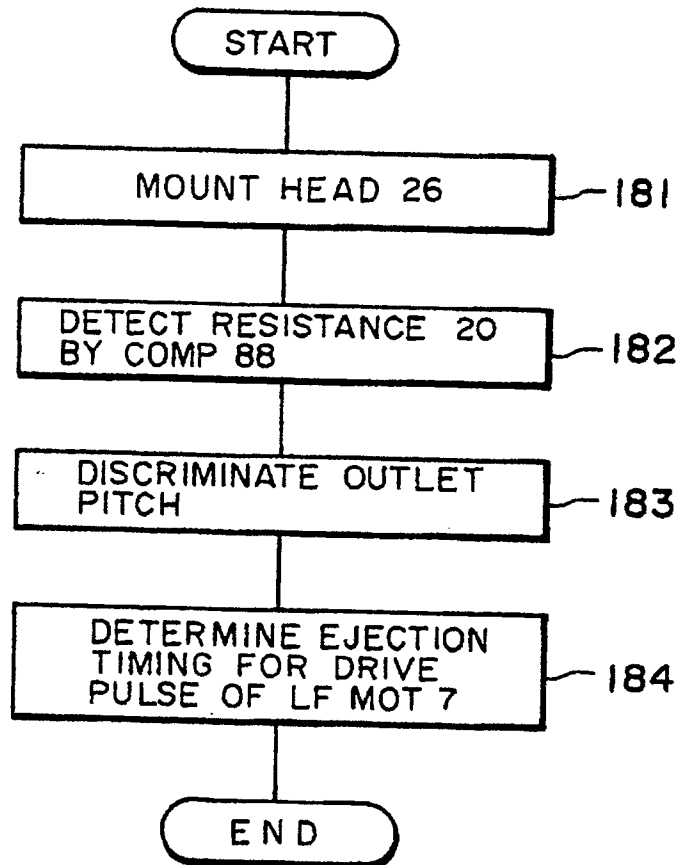 START
MOUNT HEAD 26
181
DETECT RESISTANCE 20
BY COMP 88
182
DISCRIMINATE OUTLET
PITCH
183
DETERMINE EJECTION
TIMING FOR DRIVE
PULSE OF LF MOT 7
184
END